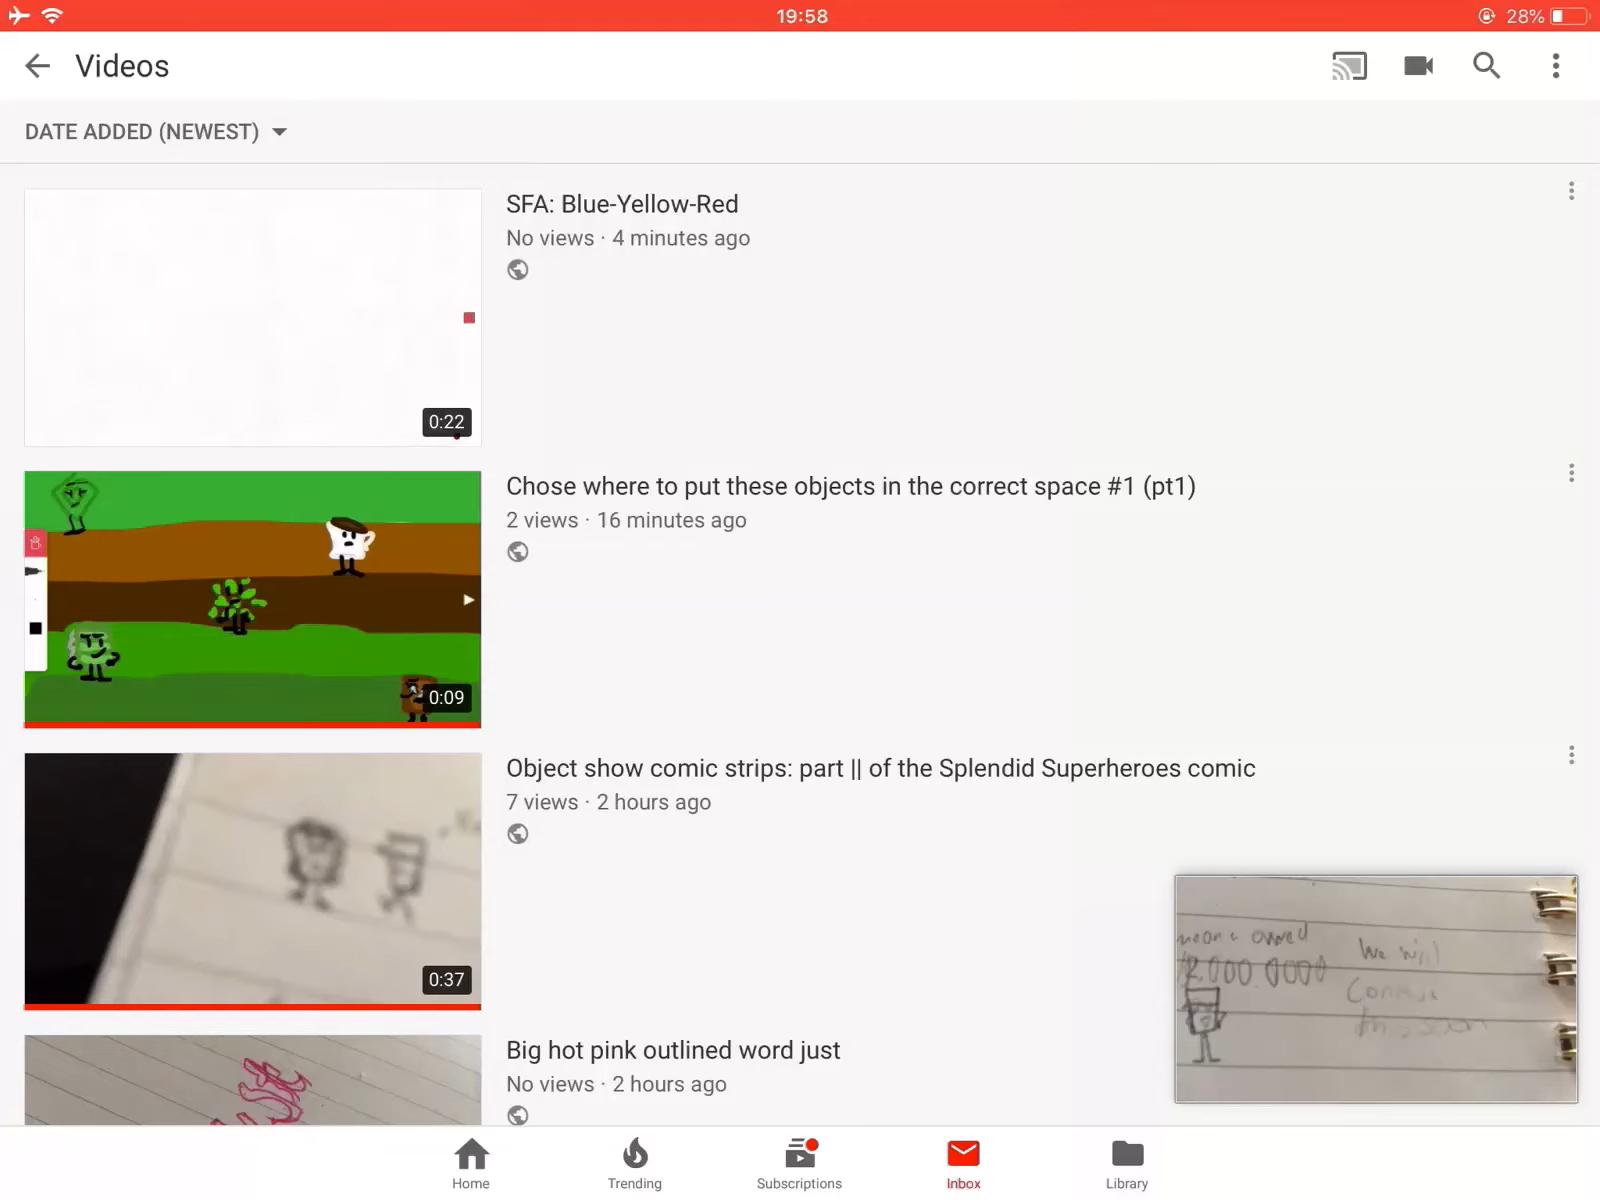 19:58
28%
Videos
DATE ADDED (NEWEST)
SFA: Blue-Yellow-Red
No views · 4 minutes ago
0:22
Chose where to put these objects in the correct space #1 (pt1)
2 views · 16 minutes ago
0:09
Object show comic strips: part || of the Splendid Superheroes comic
7 views · 2 hours ago
0:37
We will
Big hot pink outlined word just
No views · 2 hours ago
Home
Trending
Subscriptions
Inbox
Library